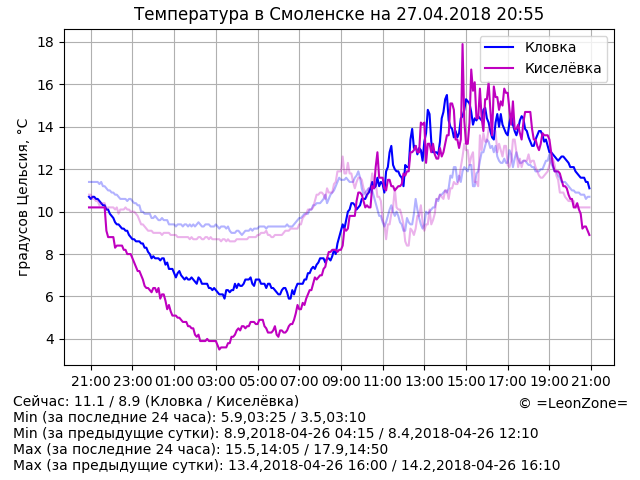 Температура в Смоленске на 27.04.2018 20:55
градусов Цельсия, °C
18
16
14
12
10
8
6
4
Кловка
Киселёвка
21:00 23:00 01:00 03:00 05:00 07:00 09:00 11:00 13:00 15:00 17:00 19:00 21:00
Сейчас: 11.1 / 8.9 (Кловка / Киселёвка)
© =LeonZone=
Min (за последние 24 часа): 5.9,03:25 / 3.5,03:10
Min (за предыдущие сутки): 8.9,2018-04-26 04:15 / 8.4,2018-04-26 12:10
Max (за последние 24 часа): 15.5,14:05 / 17.9,14:50
Max (за предыдущие сутки): 13.4,2018-04-26 16:00 / 14.2,2018-04-26 16:10